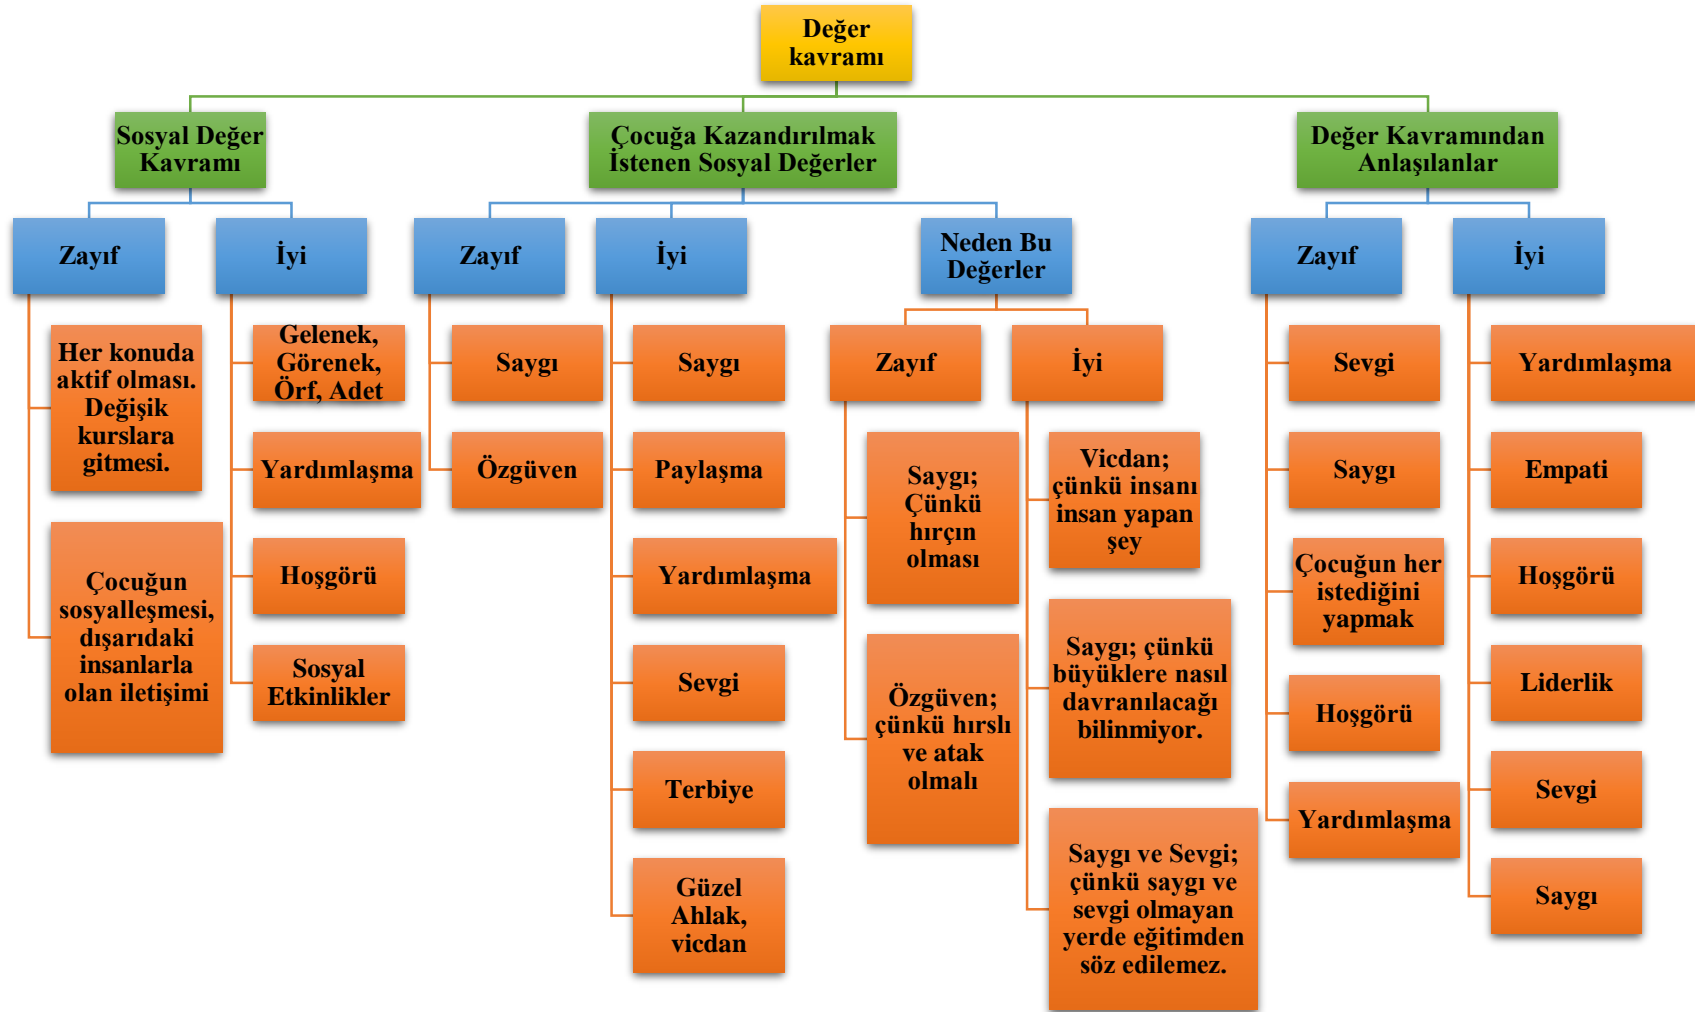 Değer
kavramı
Sosyal Değer
Kavramı
Zayıf
Her konuda
aktif olması.
Değişik
kurslara
gitmesi.
Çocuğun
sosyalleşmesi,
dışarıdaki
insanlarla
olan iletişimi
İyi
Gelenek,
Görenek,
Örf, Adet
Yardımlaşma
Hoşgörü
Sosyal
Etkinlikler
Çocuğa Kazandırılmak
İstenen Sosyal Değerler
Zayıf
Saygı
Özgüven
İyi
Saygı
Paylaşma
Yardımlaşma
Sevgi
Terbiye
Güzel
Ahlak,
vicdan
Neden Bu
Değerler
Zayıf
Saygı;
Çünkü
hırçın
olması
Özgüven;
çünkü hırslı
ve atak
olmalı
İyi
Vicdan;
çünkü insanı
insan yapan
şey
Saygı; çünkü
büyüklere nasıl
davranılacağı
bilinmiyor.
Saygı ve Sevgi;
çünkü saygı ve
sevgi olmayan
yerde eğitimden
söz edilemez.
Değer Kavramından
Anlaşılanlar
Zayıf
Sevgi
Saygı
Çocuğun her
istediğini
yapmak
Hoşgörü
Yardımlaşma
İyi
Yardımlaşma
Empati
Hoşgörü
Liderlik
Sevgi
Saygı